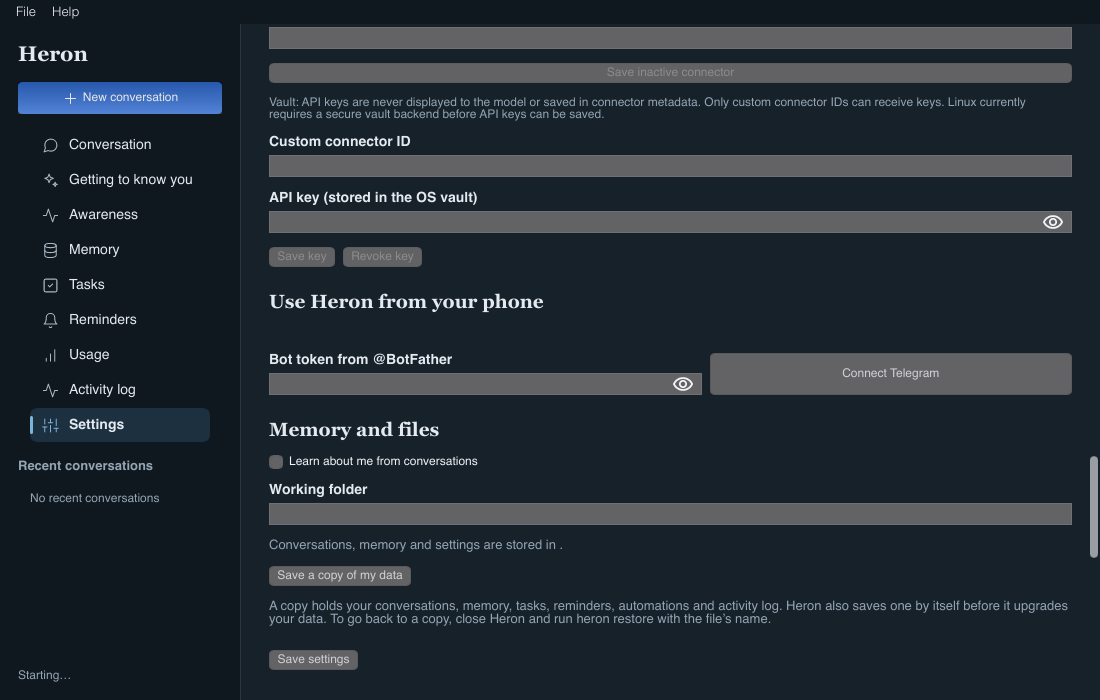 File Help
Heron
New conversation
Conversation
Getting to know you
Awareness
Memory
Tasks
Reminders
Usage
Activity log
Settings
Recent conversations
No recent conversations
Starting…
Save inactive connector
Vault: API keys are never displayed to the model or saved in connector metadata. Only custom connector IDs can receive keys. Linux currently
requires a secure vault backend before API keys can be saved.
Custom connector ID
API key (stored in the OS vault)
Save key Revoke key
Use Heron from your phone
Bot token from @BotFather
Connect Telegram
Memory and files
Learn about me from conversations
Working folder
Conversations, memory and settings are stored in .
Save a copy of my data
A copy holds your conversations, memory, tasks, reminders, automations and activity log. Heron also saves one by itself before it upgrades
your data. To go back to a copy, close Heron and run heron restore with the file’s name.
Save settings